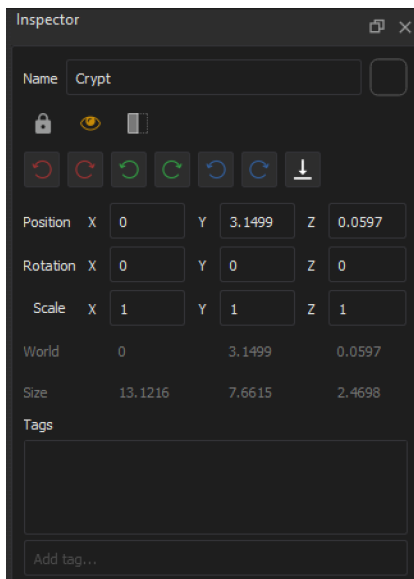 Inspector
Name Crypt
Position X 0 Y 3.1499 Z 0.0597
Rotation X 0 Y 0 Z 0
Scale X 1 Y 1 Z 1
World 0 3.1499 0.0597
Size 13.1216 7.6615 2.4698
Tags
Add tag...